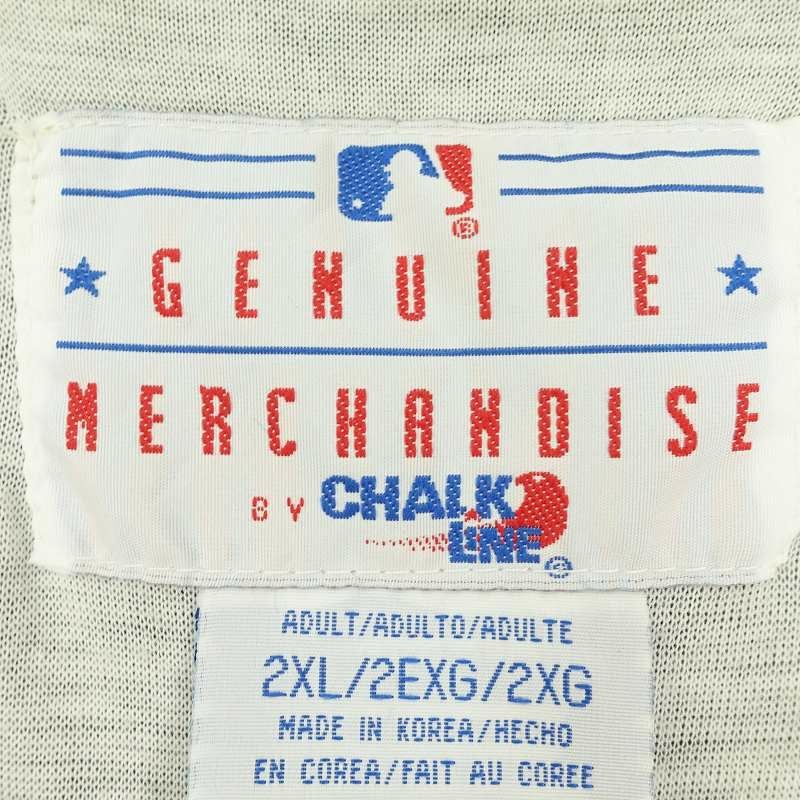 GENUINE
MERCHANDISE
BY CHALK LINE
ADULT/ADULTO/ADULTE
2XL/2EXG/2XG
MADE IN KOREA/HECHO
EN COREA/FAIT AU COREE